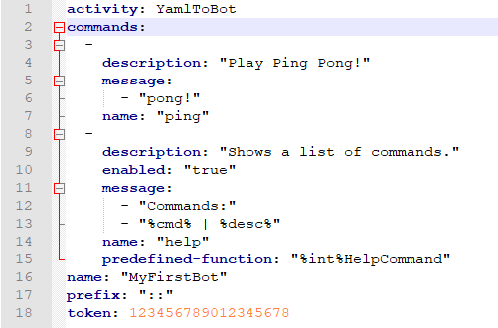 1 activity: YamlToBot
2 commands:
3 -
4 description: "Play Ping Pong!"
5 message:
6 - "pong!"
7 name: "ping"
8 -
9 description: "Shows a list of commands."
10 enabled: "true"
11 message:
12 - "Commands:"
13 - "%cmd% | %desc%"
14 name: "help"
15 predefined-function: "%int%HelpCommand"
16 name: "MyFirstBot"
17 prefix: "::"
18 token: 123456789012345678